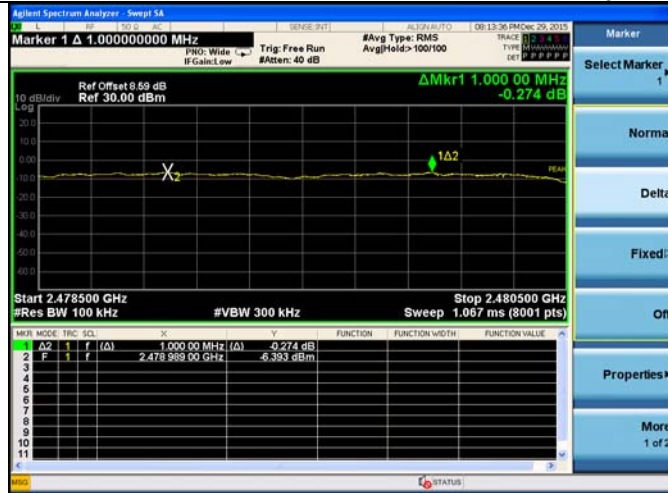 Agilent Spectrum Analyzer - Swept SA
L RF 50 Ω AC SENSE:INT ALIGN AUTO 08:13:36 PM Dec 29, 2015
Marker 1 Δ 1.000000000 MHz
PNO: Wide Trig: Free Run #Avg Type: RMS TRACE 1 2 3 4 5 6
IFGain:Low #Atten: 40 dB Avg|Hold:>100/100 TYPE
DET P P P P P P
ΔMkr1 1.000 00 MHz
-0.274 dB
Ref Offset 8.59 dB
10 dB/div Ref 30.00 dBm
Log
20.0
10.0
0.00
-10.0
-20.0
-30.0
-40.0
-50.0
-60.0
1Δ2
X2
PEAK
Start 2.478500 GHz Stop 2.480500 GHz
#Res BW 100 kHz #VBW 300 kHz Sweep 1.067 ms (8001 pts)
MKR MODE TRC SCL X Y FUNCTION FUNCTION WIDTH FUNCTION VALUE
1 Δ2 1 f (Δ) 1.000 00 MHz (Δ) -0.274 dB
2 F 1 f 2.478 989 00 GHz -6.393 dBm
3
4
5
6
7
8
9
10
11
MSG STATUS
Marker
Select Marker
1
Norma
Delta
Fixed
Off
Properties
More
1 of 2